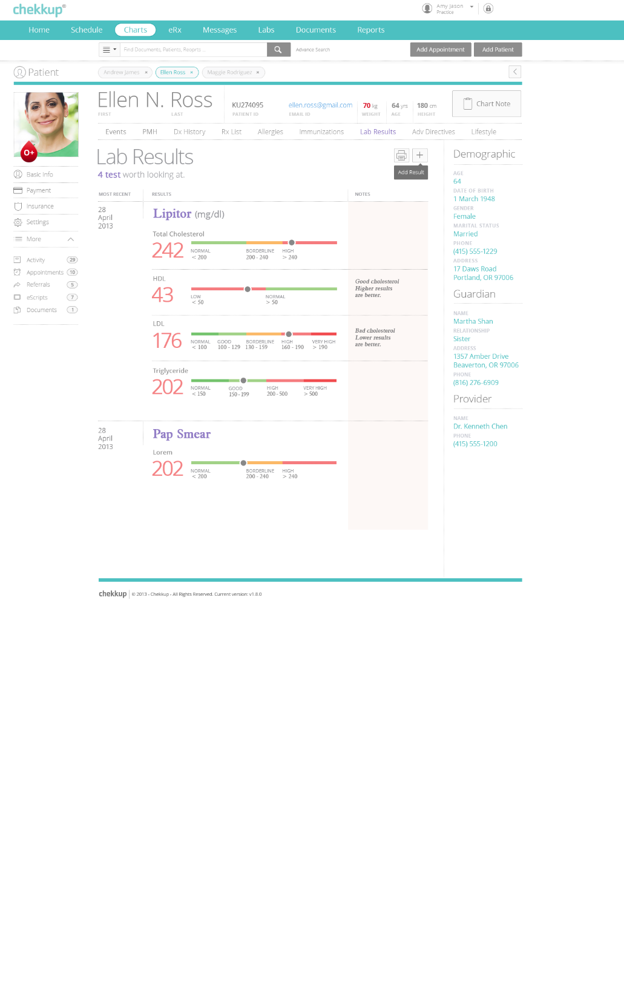 chekkup®
Amy Jason
Practice
Home Schedule Charts eRx Messages Labs Documents Reports
Find Documents, Patients, Reaprts ...
Advance Search
Add Appointment
Add Patient
Patient
Andrew James × Ellen Ross × Maggie Rodriguez ×
Ellen N. Ross
FIRST LAST
KU274095
PATIENT ID
ellen.ross@gmail.com
EMAIL ID
70 kg
WEIGHT
64 yrs
AGE
180 cm
HEIGHT
Chart Note
Events PMH Dx History Rx List Allergies Immunizations Lab Results Adv Directives Lifestyle
O+
Basic Info
Payment
Insurance
Settings
More
Activity 29
Appointments 10
Referrals 5
eScripts 7
Documents 1
Lab Results
4 test worth looking at.
Add Result
MOST RECENT RESULTS NOTES
28
April
2013
Lipitor (mg/dl)
Total Cholesterol
242
NORMAL BORDERLINE HIGH
< 200 200 - 240 > 240
HDL
43
LOW NORMAL
< 50 > 50
Good cholesterol
Higher results
are better.
LDL
176
NORMAL GOOD BORDERLINE HIGH VERY HIGH
< 100 100 - 129 130 - 159 160 - 190 > 190
Bad cholesterol
Lower results
are better.
Triglyceride
202
NORMAL GOOD HIGH VERY HIGH
< 150 150 - 199 200 - 500 > 500
28
April
2013
Pap Smear
Lorem
202
NORMAL BORDERLINE HIGH
< 200 200 - 240 > 240
Demographic
AGE
64
DATE OF BIRTH
1 March 1948
GENDER
Female
MARITAL STATUS
Married
PHONE
(415) 555-1229
ADDRESS
17 Daws Road
Portland, OR 97006
Guardian
NAME
Martha Shan
RELATIONSHIP
Sister
ADDRESS
1357 Amber Drive
Beaverton, OR 97006
PHONE
(816) 276-6909
Provider
NAME
Dr. Kenneth Chen
PHONE
(415) 555-1200
chekkup © 2013 - Chekkup - All Rights Reserved. Current version: v1.8.0